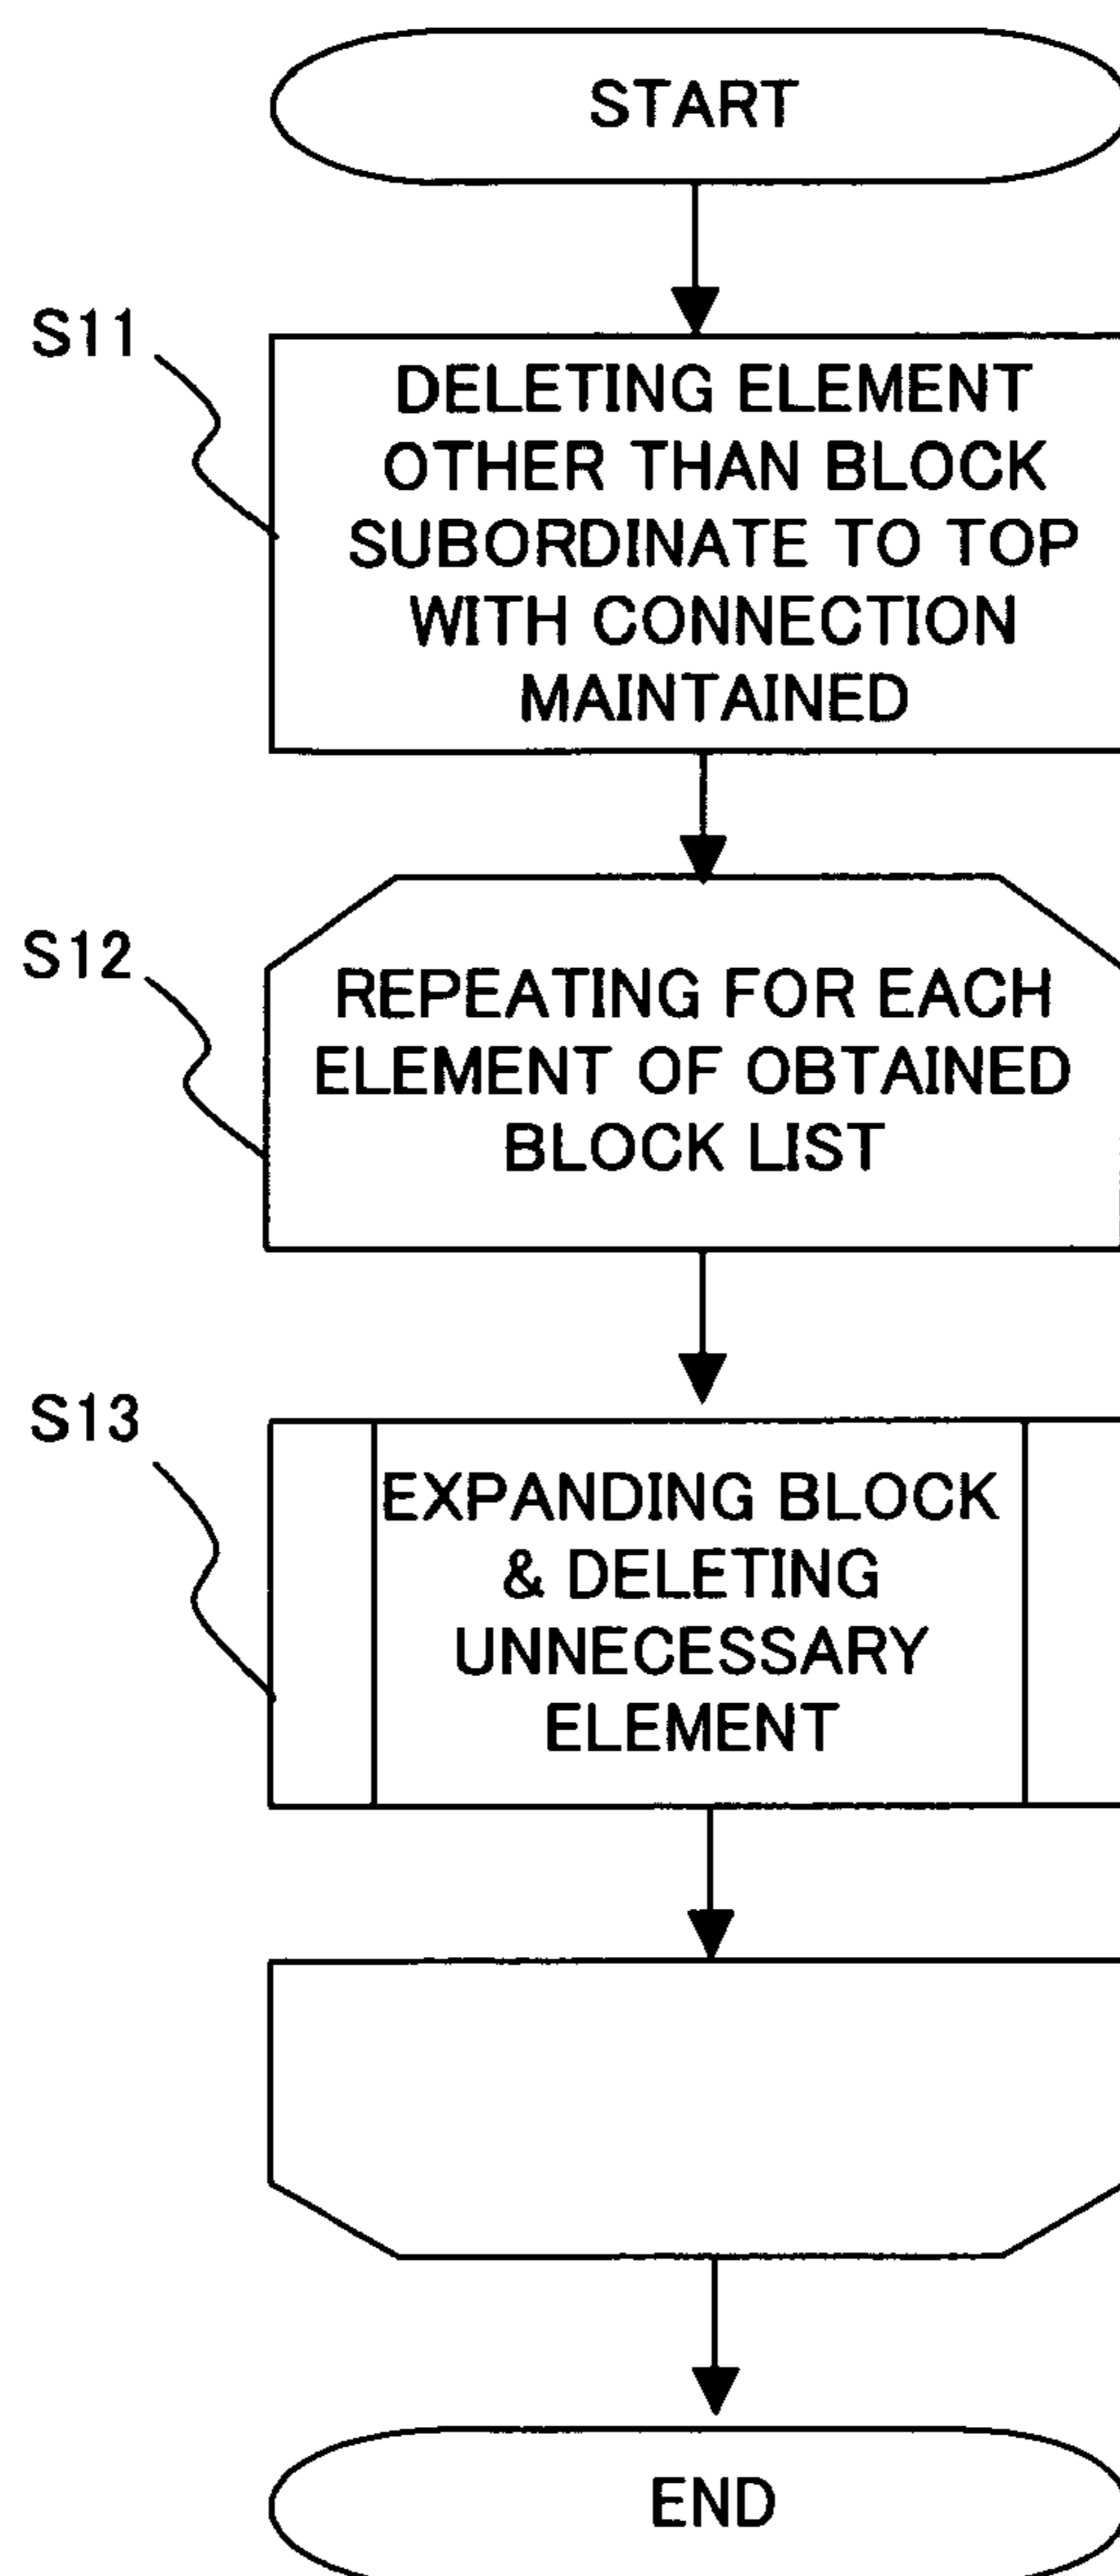 START
S11
DELETING ELEMENT
OTHER THAN BLOCK
SUBORDINATE TO TOP
WITH CONNECTION
MAINTAINED
S12
REPEATING FOR EACH
ELEMENT OF OBTAINED
BLOCK LIST
S13
EXPANDING BLOCK
& DELETING
UNNECESSARY
ELEMENT
END